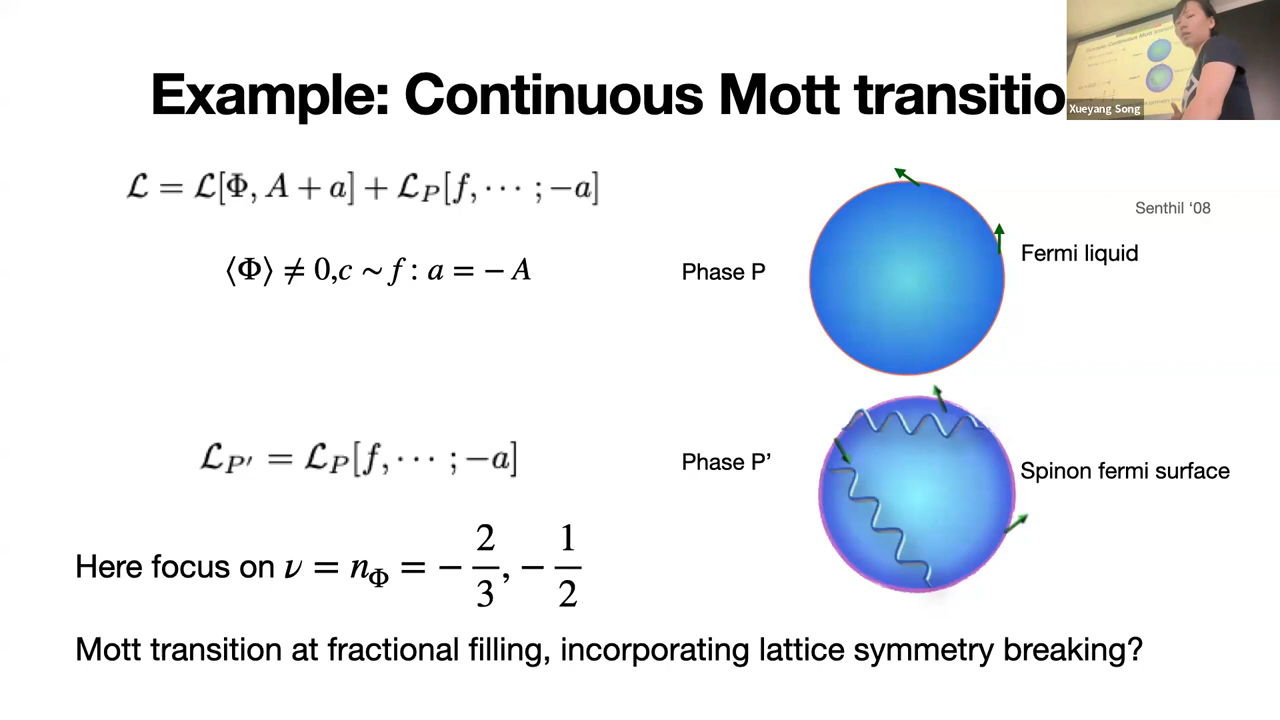 Example: Continuous Mott transitio
Xueyang Song
ℒ = ℒ[Φ, A + a] + ℒ_P[f, ⋯ ; −a]
Senthil ‘08
⟨Φ⟩ ≠ 0,c ∼ f : a = − A
Phase P
Fermi liquid
ℒ_{P′} = ℒ_P[f, ⋯ ; −a]
Phase P’
Spinon fermi surface
Here focus on ν = n_Φ = − 2/3, − 1/2
Mott transition at fractional filling, incorporating lattice symmetry breaking?